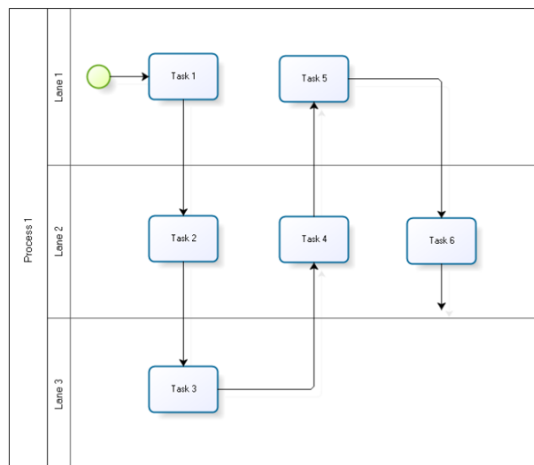 Process 1
Lane 1
Task 1
Task 5
Lane 2
Task 2
Task 4
Task 6
Lane 3
Task 3